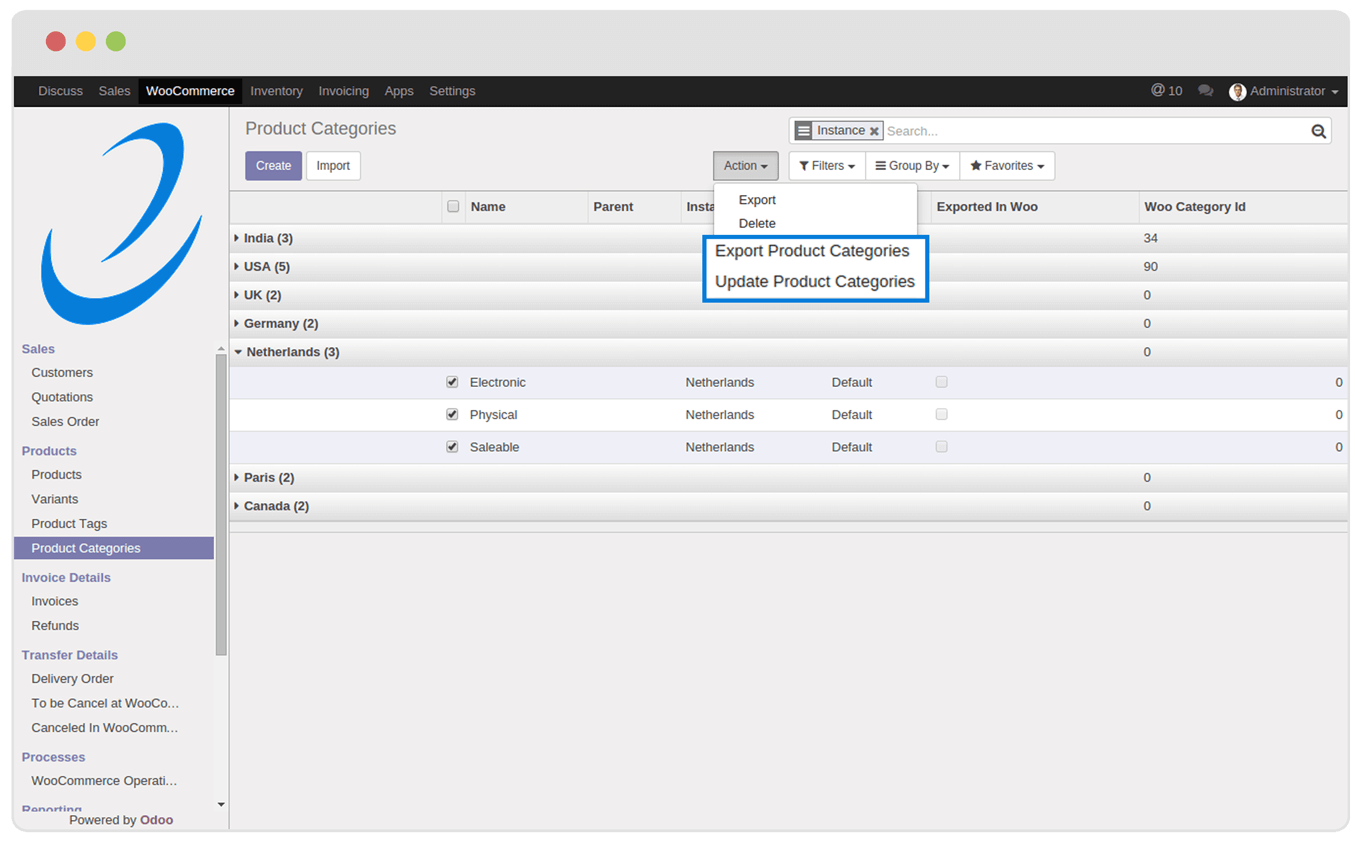 Discuss Sales WooCommerce Inventory Invoicing Apps Settings @ 10 Administrator
Product Categories
Instance Search...
Create Import Action Filters Group By Favorites
Export
Delete
Export Product Categories
Update Product Categories
Name Parent Insta Exported In Woo Woo Category Id
India (3) 34
USA (5) 90
UK (2) 0
Germany (2) 0
Netherlands (3) 0
Electronic Netherlands Default 0
Physical Netherlands Default 0
Saleable Netherlands Default 0
Paris (2) 0
Canada (2) 0
Sales
Customers
Quotations
Sales Order
Products
Products
Variants
Product Tags
Product Categories
Invoice Details
Invoices
Refunds
Transfer Details
Delivery Order
To be Cancel at WooCo...
Canceled In WooComm...
Processes
WooCommerce Operati...
Reporting
Powered by Odoo